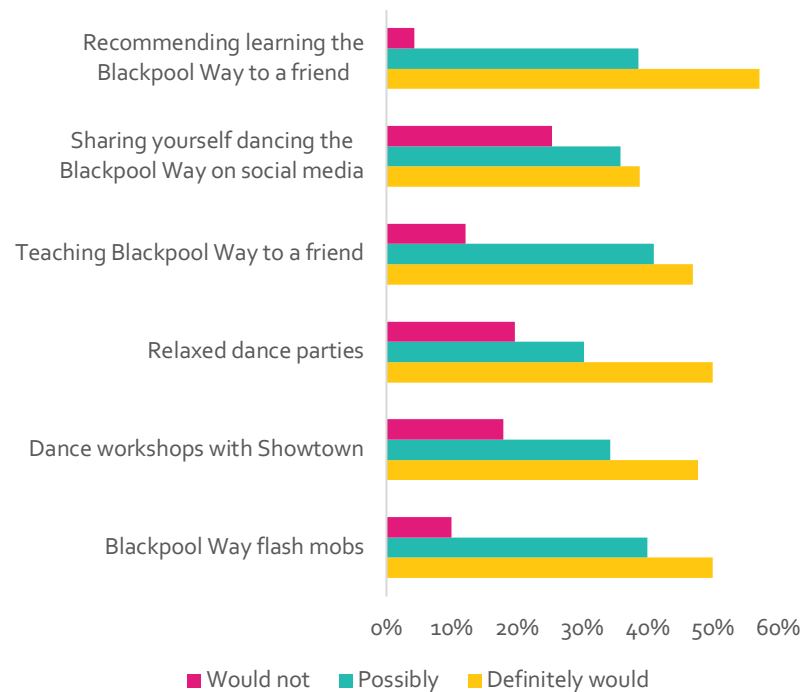 Recommending learning the
Blackpool Way to a friend
Sharing yourself dancing the
Blackpool Way on social media
Teaching Blackpool Way to a friend
Relaxed dance parties
Dance workshops with Showtown
Blackpool Way flash mobs
0% 10% 20% 30% 40% 50% 60%
Would not Possibly Definitely would